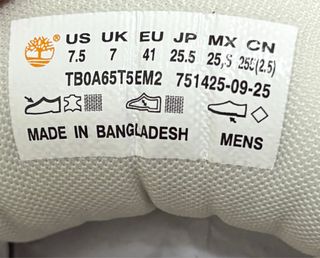 US UK EU JP MX CN
7.5 7 41 25.5 25,5 255(2.5)
TB0A65T5EM2 751425-09-25
MADE IN BANGLADESH MENS